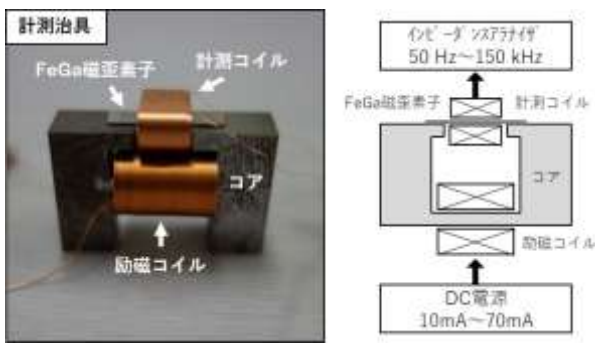 計測治具
FeGa磁歪素子
計測コイル
コア
励磁コイル
ｲﾝﾋﾟｰﾀﾞﾝｽｱﾅﾗｲｻﾞ
50 Hz～150 kHz
FeGa磁歪素子
計測コイル
コア
励磁コイル
DC電源
10mA～70mA